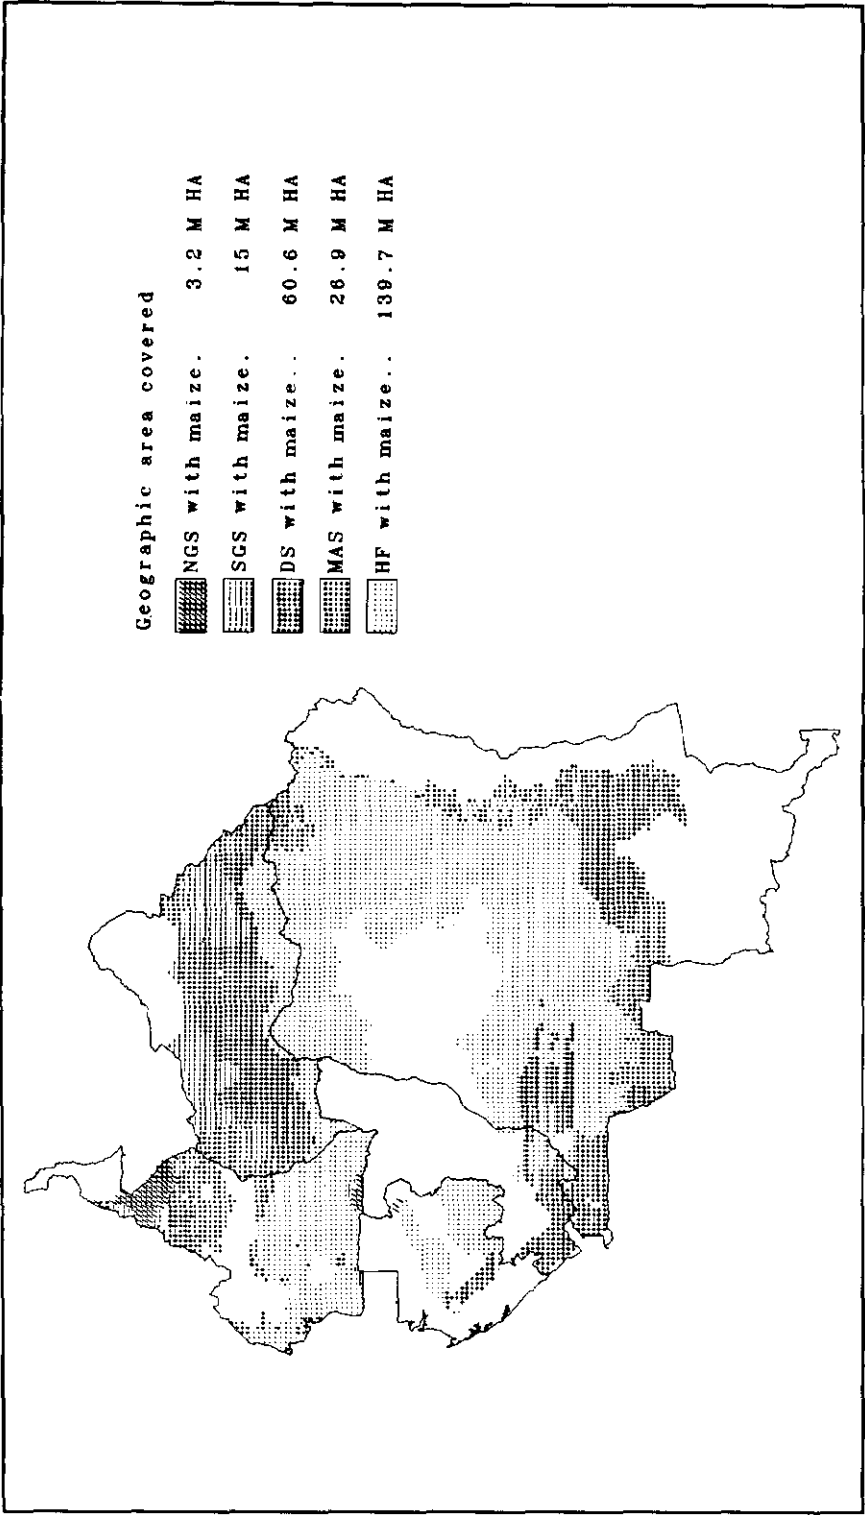 Geographic area covered
NGS with maize. 3.2 M HA
SGS with maize. 15 M HA
DS with maize.. 60.6 M HA
MAS with maize. 26.9 M HA
HF with maize.. 139.7 M HA